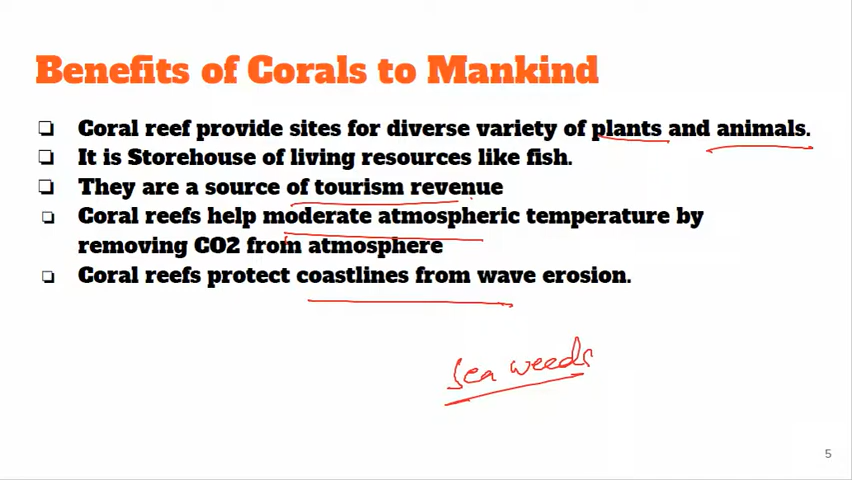 Benefits of Corals to Mankind
❏ Coral reef provide sites for diverse variety of plants and animals.
❏ It is Storehouse of living resources like fish.
❏ They are a source of tourism revenue
❏ Coral reefs help moderate atmospheric temperature by
removing CO2 from atmosphere
❏ Coral reefs protect coastlines from wave erosion.
Sea weeds
5